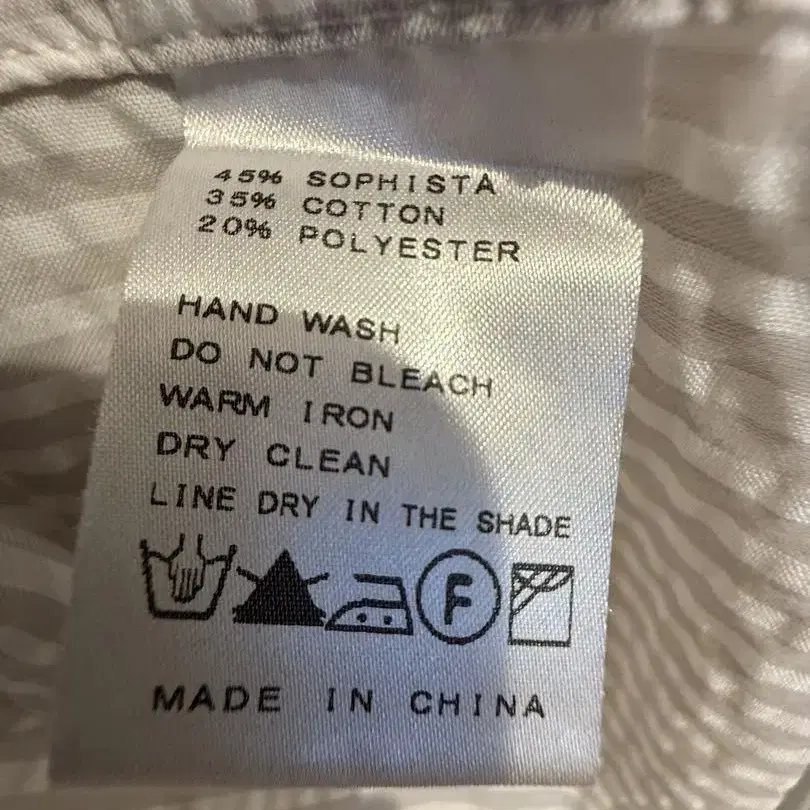 45% SOPHISTA
35% COTTON
20% POLYESTER
HAND WASH
DO NOT BLEACH
WARM IRON
DRY CLEAN
LINE DRY IN THE SHADE
F
MADE IN CHINA